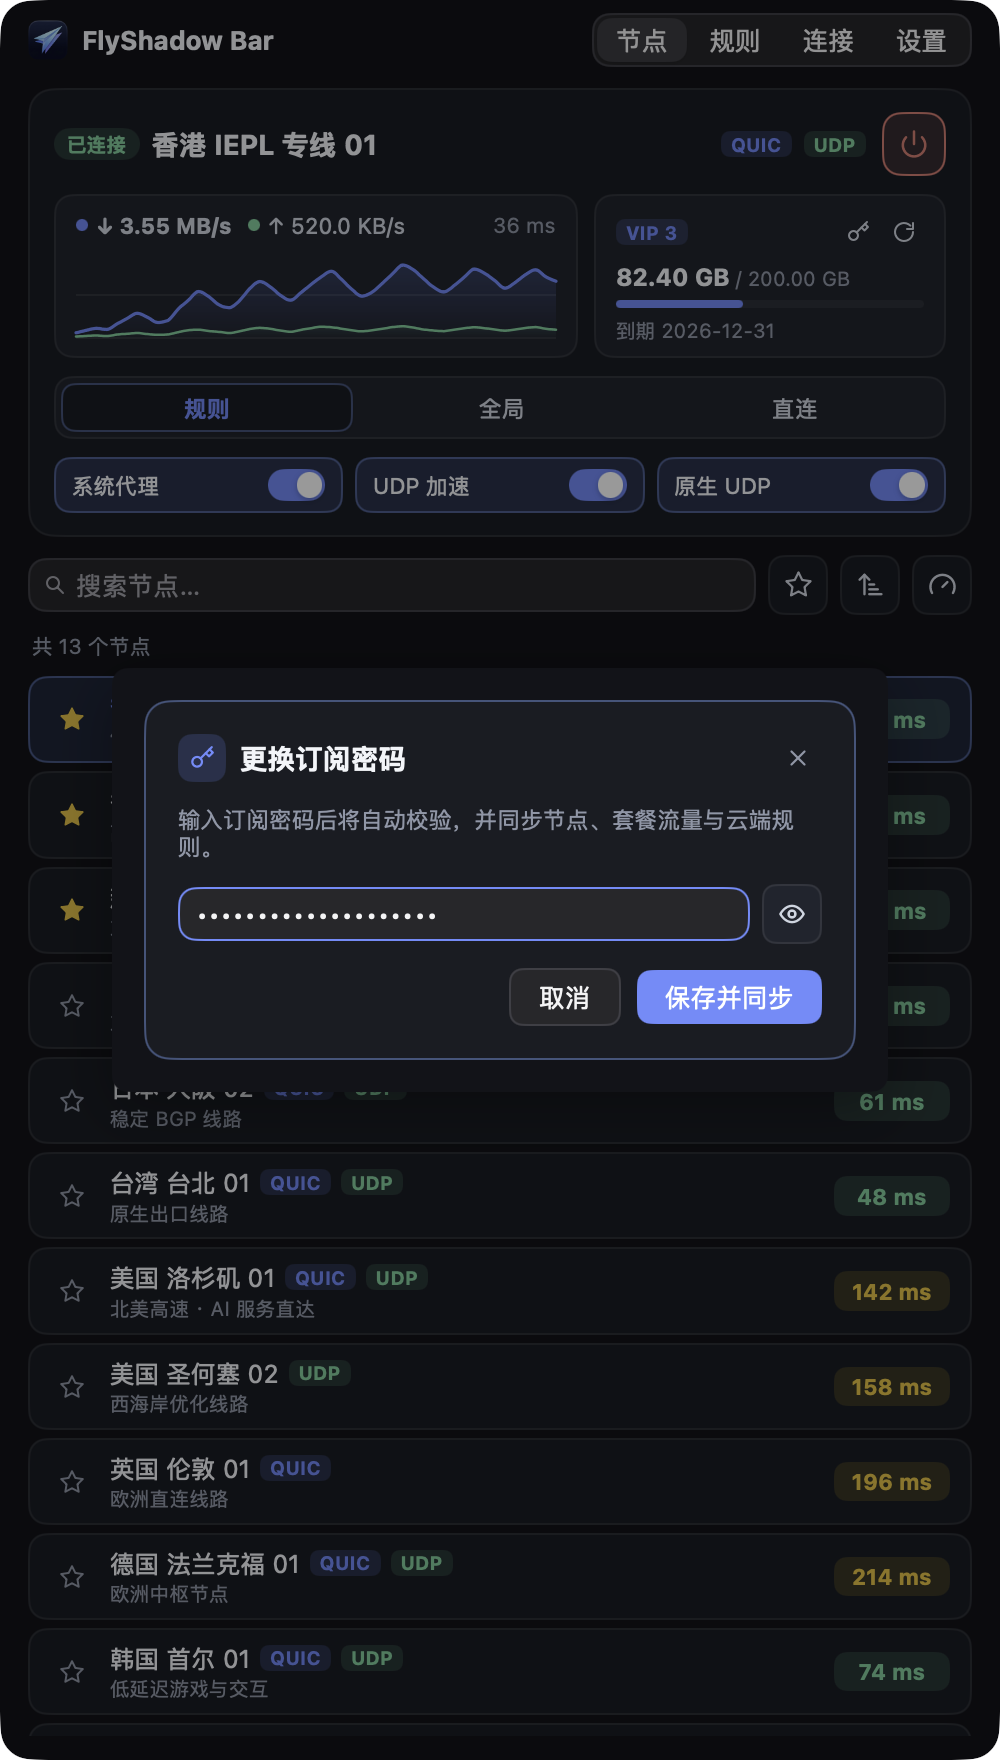 FlyShadow Bar
节点 规则 连接 设置
已连接 香港 IEPL 专线 01 QUIC UDP
↓ 3.55 MB/s ↑ 520.0 KB/s 36 ms
VIP 3
82.40 GB / 200.00 GB
到期 2026-12-31
规则 全局 直连
系统代理 UDP 加速 原生 UDP
搜索节点...
共 13 个节点
ms
ms
ms
ms
更换订阅密码
输入订阅密码后将自动校验，并同步节点、套餐流量与云端规
则。
••••••••••••••••••••
取消 保存并同步
日本 大阪 02 QUIC UDP
稳定 BGP 线路
61 ms
台湾 台北 01 QUIC UDP
原生出口线路
48 ms
美国 洛杉矶 01 QUIC UDP
北美高速 · AI 服务直达
142 ms
美国 圣何塞 02 UDP
西海岸优化线路
158 ms
英国 伦敦 01 QUIC
欧洲直连线路
196 ms
德国 法兰克福 01 QUIC UDP
欧洲中枢节点
214 ms
韩国 首尔 01 QUIC UDP
低延迟游戏与交互
74 ms